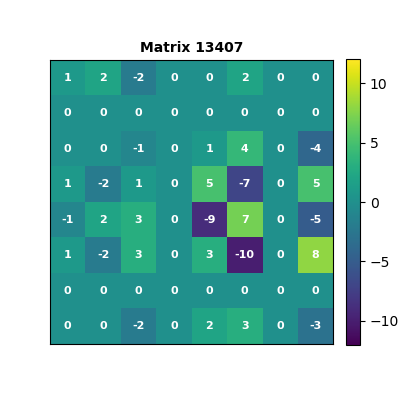 Matrix 13407
1 2 -2 0 0 2 0 0
0 0 0 0 0 0 0 0
0 0 -1 0 1 4 0 -4
1 -2 1 0 5 -7 0 5
-1 2 3 0 -9 7 0 -5
1 -2 3 0 3 -10 0 8
0 0 0 0 0 0 0 0
0 0 -2 0 2 3 0 -3
10
5
0
−5
−10